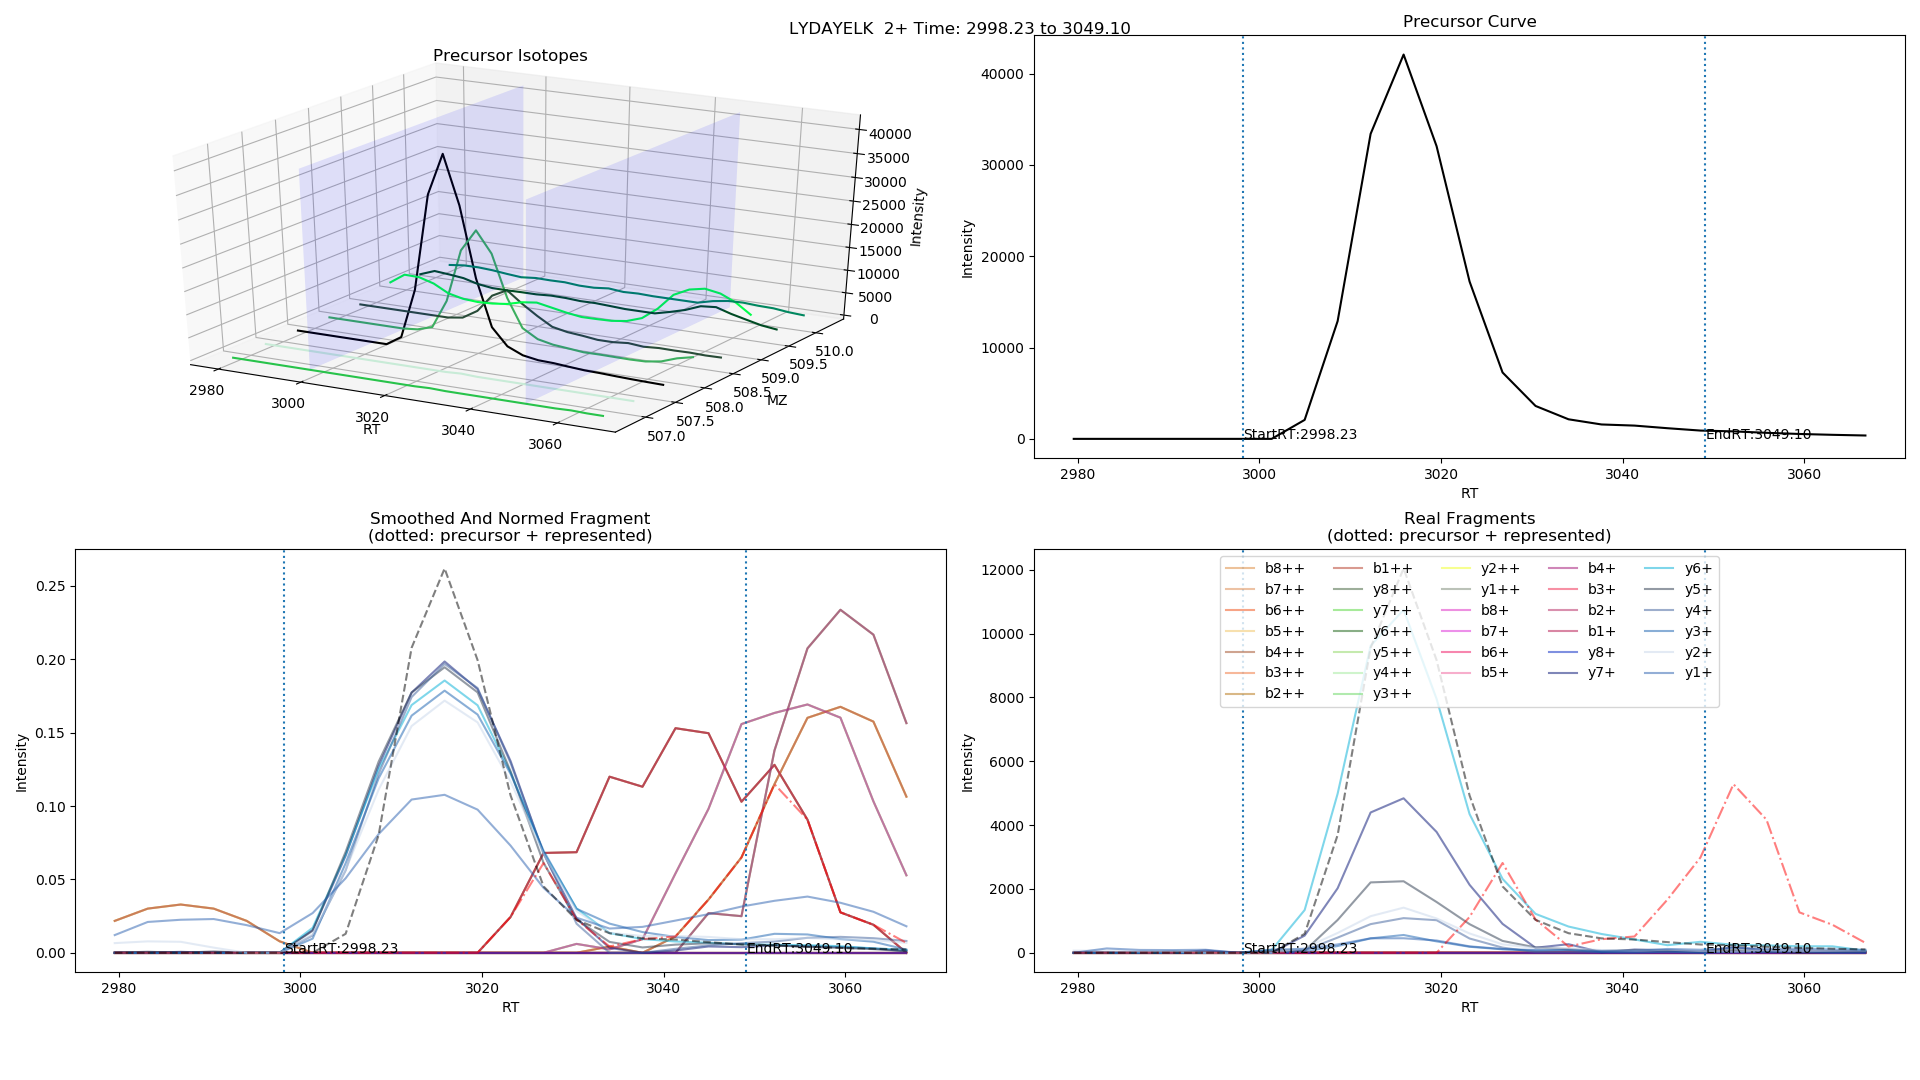 LYDAYELK  2+ Time: 2998.23 to 3049.10
Precursor Isotopes
40000
35000
30000
25000
20000
15000
10000
5000
0
Intensity
2980
3000
3020
3040
3060
RT
507.0
507.5
508.0
508.5
509.0
509.5
510.0
MZ
Precursor Curve
40000
30000
20000
10000
0
Intensity
StartRT:2998.23
EndRT:3049.10
2980
3000
3020
3040
3060
RT
Smoothed And Normed Fragment
(dotted: precursor + represented)
0.25
0.20
0.15
0.10
0.05
0.00
Intensity
StartRT:2998.23
EndRT:3049.10
2980
3000
3020
3040
3060
RT
Real Fragments
(dotted: precursor + represented)
12000
10000
8000
6000
4000
2000
0
Intensity
b8++
b7++
b6++
b5++
b4++
b3++
b2++
b1++
y8++
y7++
y6++
y5++
y4++
y3++
y2++
y1++
b8+
b7+
b6+
b5+
b4+
b3+
b2+
b1+
y8+
y7+
y6+
y5+
y4+
y3+
y2+
y1+
StartRT:2998.23
EndRT:3049.10
2980
3000
3020
3040
3060
RT